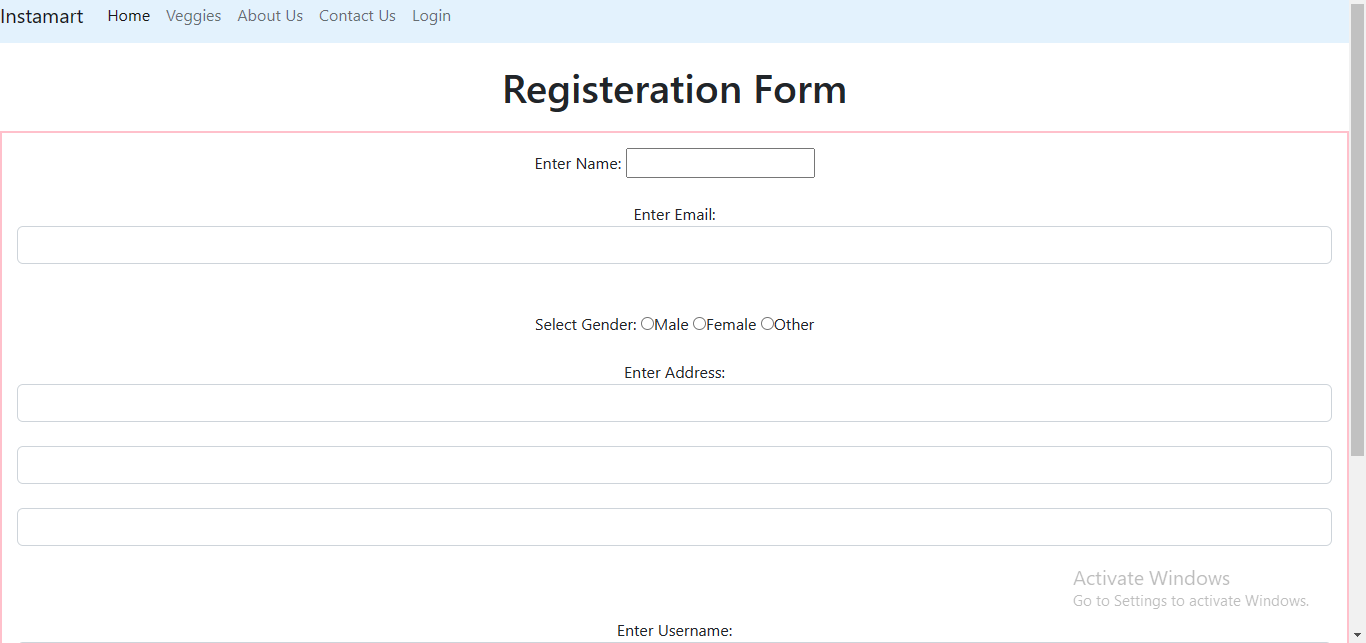 Instamart Home Veggies About Us Contact Us Login
Registeration Form
Enter Name:
Enter Email:
Select Gender: Male Female Other
Enter Address:
Activate Windows
Go to Settings to activate Windows.
Enter Username: